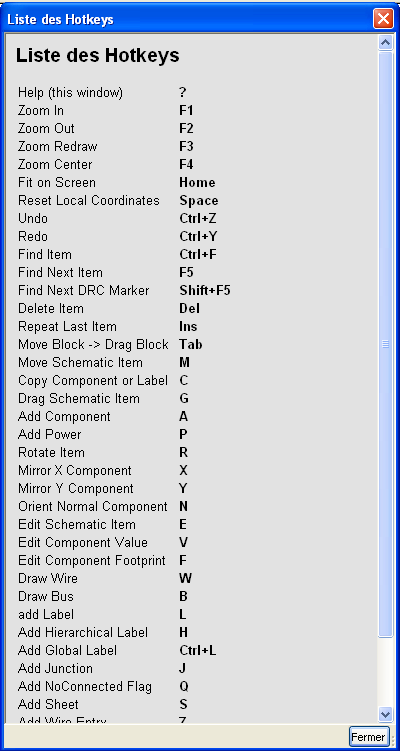 Liste des Hotkeys
Liste des Hotkeys
Help (this window) ?
Zoom In F1
Zoom Out F2
Zoom Redraw F3
Zoom Center F4
Fit on Screen Home
Reset Local Coordinates Space
Undo Ctrl+Z
Redo Ctrl+Y
Find Item Ctrl+F
Find Next Item F5
Find Next DRC Marker Shift+F5
Delete Item Del
Repeat Last Item Ins
Move Block -> Drag Block Tab
Move Schematic Item M
Copy Component or Label C
Drag Schematic Item G
Add Component A
Add Power P
Rotate Item R
Mirror X Component X
Mirror Y Component Y
Orient Normal Component N
Edit Schematic Item E
Edit Component Value V
Edit Component Footprint F
Draw Wire W
Draw Bus B
add Label L
Add Hierarchical Label H
Add Global Label Ctrl+L
Add Junction J
Add NoConnected Flag Q
Add Sheet S
Add Wire Entry Z
Fermer